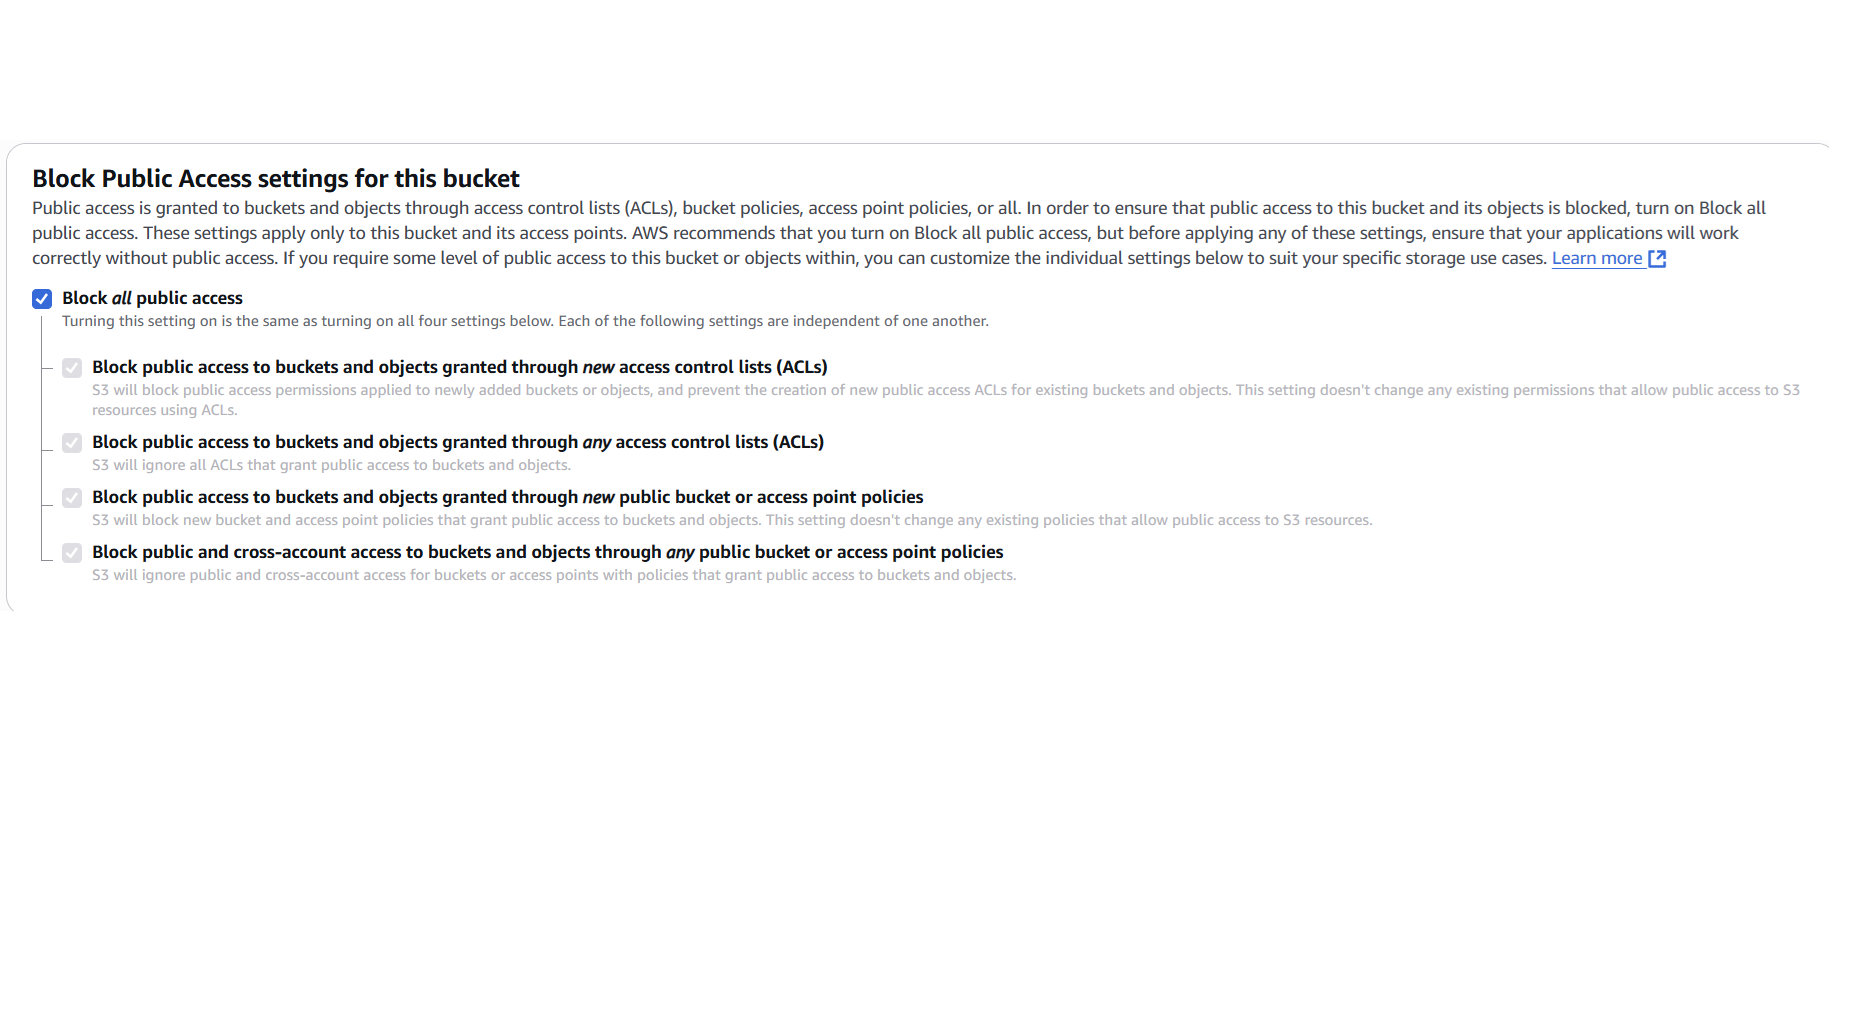 Block Public Access settings for this bucket
Public access is granted to buckets and objects through access control lists (ACLs), bucket policies, access point policies, or all. In order to ensure that public access to this bucket and its objects is blocked, turn on Block all
public access. These settings apply only to this bucket and its access points. AWS recommends that you turn on Block all public access, but before applying any of these settings, ensure that your applications will work
correctly without public access. If you require some level of public access to this bucket or objects within, you can customize the individual settings below to suit your specific storage use cases. Learn more
Block all public access
Turning this setting on is the same as turning on all four settings below. Each of the following settings are independent of one another.
Block public access to buckets and objects granted through new access control lists (ACLs)
S3 will block public access permissions applied to newly added buckets or objects, and prevent the creation of new public access ACLs for existing buckets and objects. This setting doesn't change any existing permissions that allow public access to S3
resources using ACLs.
Block public access to buckets and objects granted through any access control lists (ACLs)
S3 will ignore all ACLs that grant public access to buckets and objects.
Block public access to buckets and objects granted through new public bucket or access point policies
S3 will block new bucket and access point policies that grant public access to buckets and objects. This setting doesn't change any existing policies that allow public access to S3 resources.
Block public and cross-account access to buckets and objects through any public bucket or access point policies
S3 will ignore public and cross-account access for buckets or access points with policies that grant public access to buckets and objects.